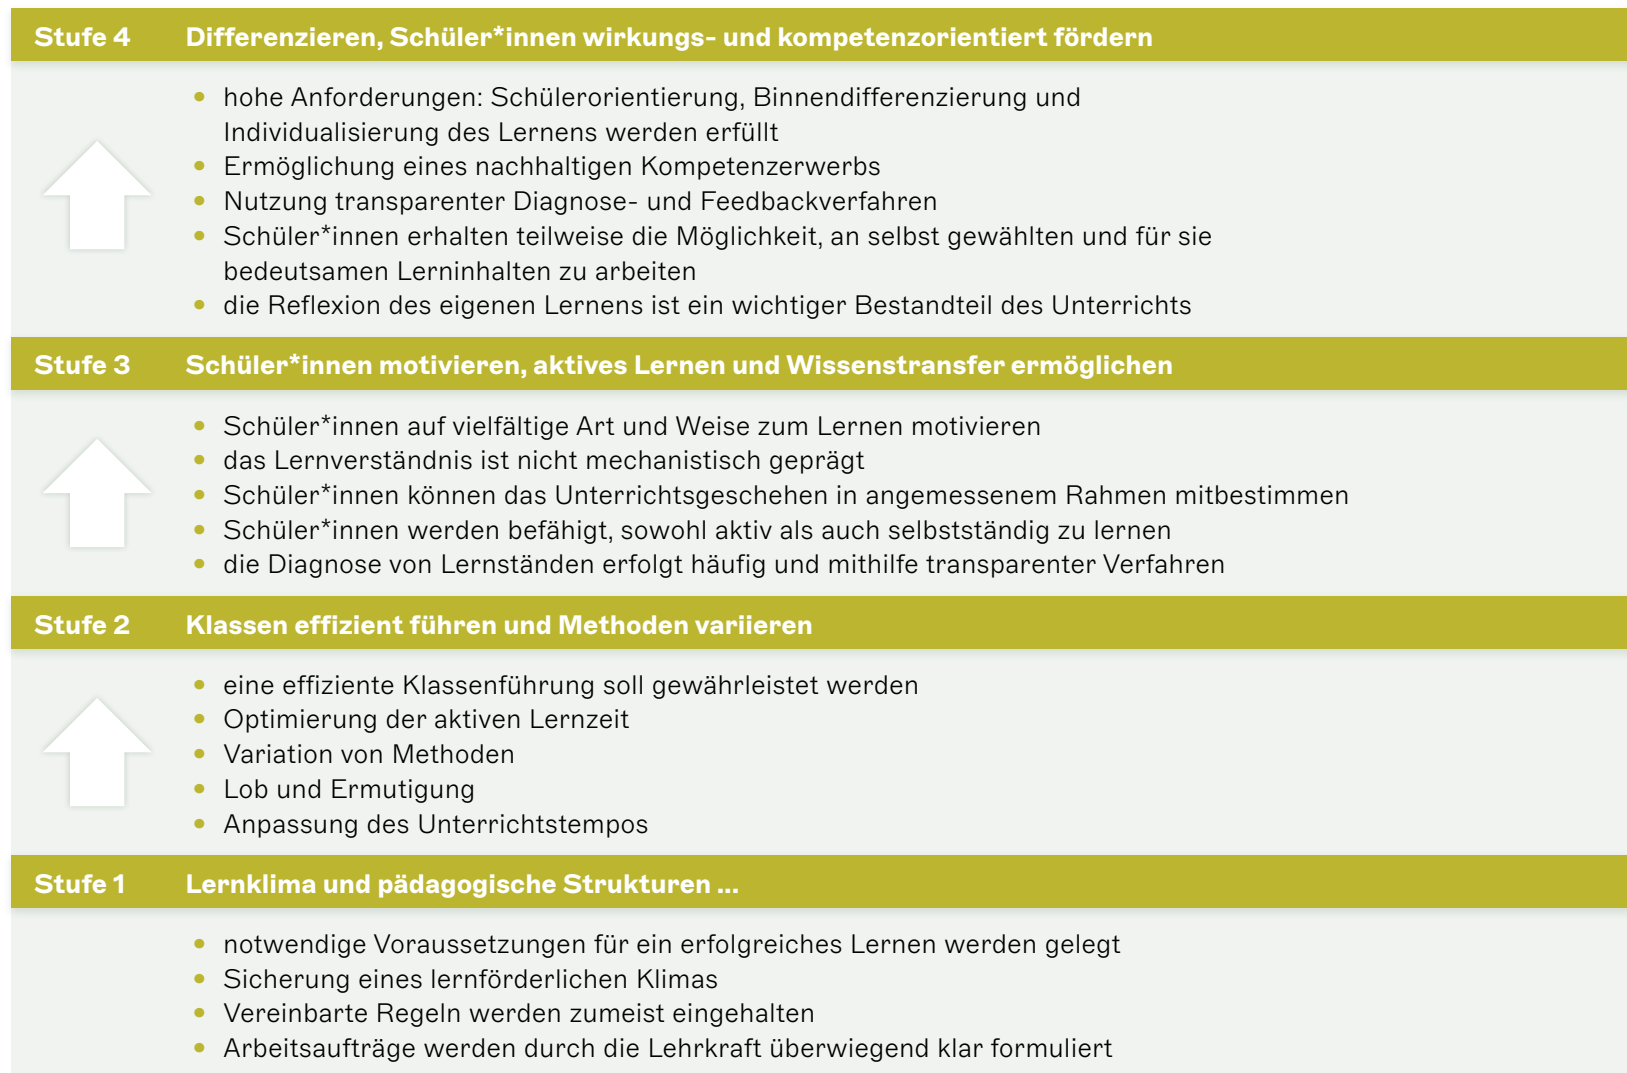 Stufe 4 Differenzieren, Schüler*innen wirkungs- und kompetenzorientiert fördern
• hohe Anforderungen: Schülerorientierung, Binnendifferenzierung und
Individualisierung des Lernens werden erfüllt
• Ermöglichung eines nachhaltigen Kompetenzerwerbs
• Nutzung transparenter Diagnose- und Feedbackverfahren
• Schüler*innen erhalten teilweise die Möglichkeit, an selbst gewählten und für sie
bedeutsamen Lerninhalten zu arbeiten
• die Reflexion des eigenen Lernens ist ein wichtiger Bestandteil des Unterrichts
Stufe 3 Schüler*innen motivieren, aktives Lernen und Wissenstransfer ermöglichen
• Schüler*innen auf vielfältige Art und Weise zum Lernen motivieren
• das Lernverständnis ist nicht mechanistisch geprägt
• Schüler*innen können das Unterrichtsgeschehen in angemessenem Rahmen mitbestimmen
• Schüler*innen werden befähigt, sowohl aktiv als auch selbstständig zu lernen
• die Diagnose von Lernständen erfolgt häufig und mithilfe transparenter Verfahren
Stufe 2 Klassen effizient führen und Methoden variieren
• eine effiziente Klassenführung soll gewährleistet werden
• Optimierung der aktiven Lernzeit
• Variation von Methoden
• Lob und Ermutigung
• Anpassung des Unterrichtstempos
Stufe 1 Lernklima und pädagogische Strukturen ...
• notwendige Voraussetzungen für ein erfolgreiches Lernen werden gelegt
• Sicherung eines lernförderlichen Klimas
• Vereinbarte Regeln werden zumeist eingehalten
• Arbeitsaufträge werden durch die Lehrkraft überwiegend klar formuliert